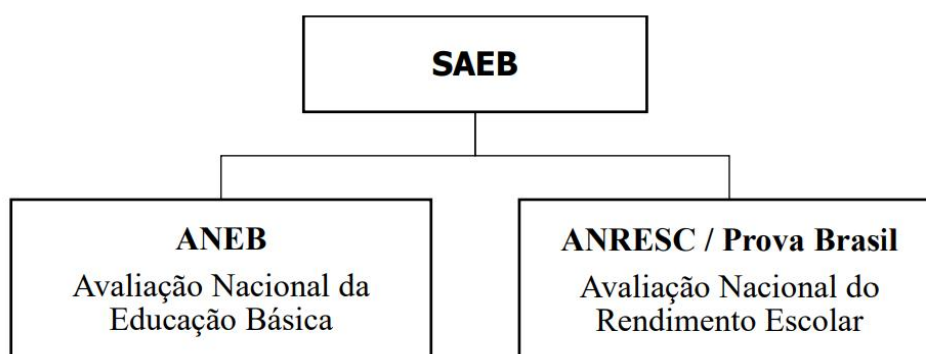 SAEB
ANEB
Avaliação Nacional da
Educação Básica
ANRESC / Prova Brasil
Avaliação Nacional do
Rendimento Escolar